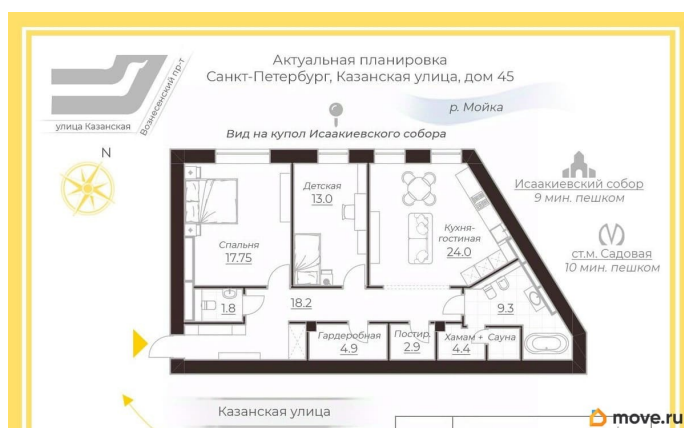 Актуальная планировка
Санкт-Петербург, Казанская улица, дом 45
Вознесенский пр-т
улица Казанская
р. Мойка
Вид на купол Исаакиевского собора
N
Исаакиевский собор
9 мин. пешком
ст.м. Садовая
10 мин. пешком
Детская
13.0
Спальня
17.75
Кухня-
гостиная
24.0
1.8
18.2
9.3
Гардеробная
4.9
Постир.
2.9
Хамам + Сауна
4.4
Казанская улица
move.ru